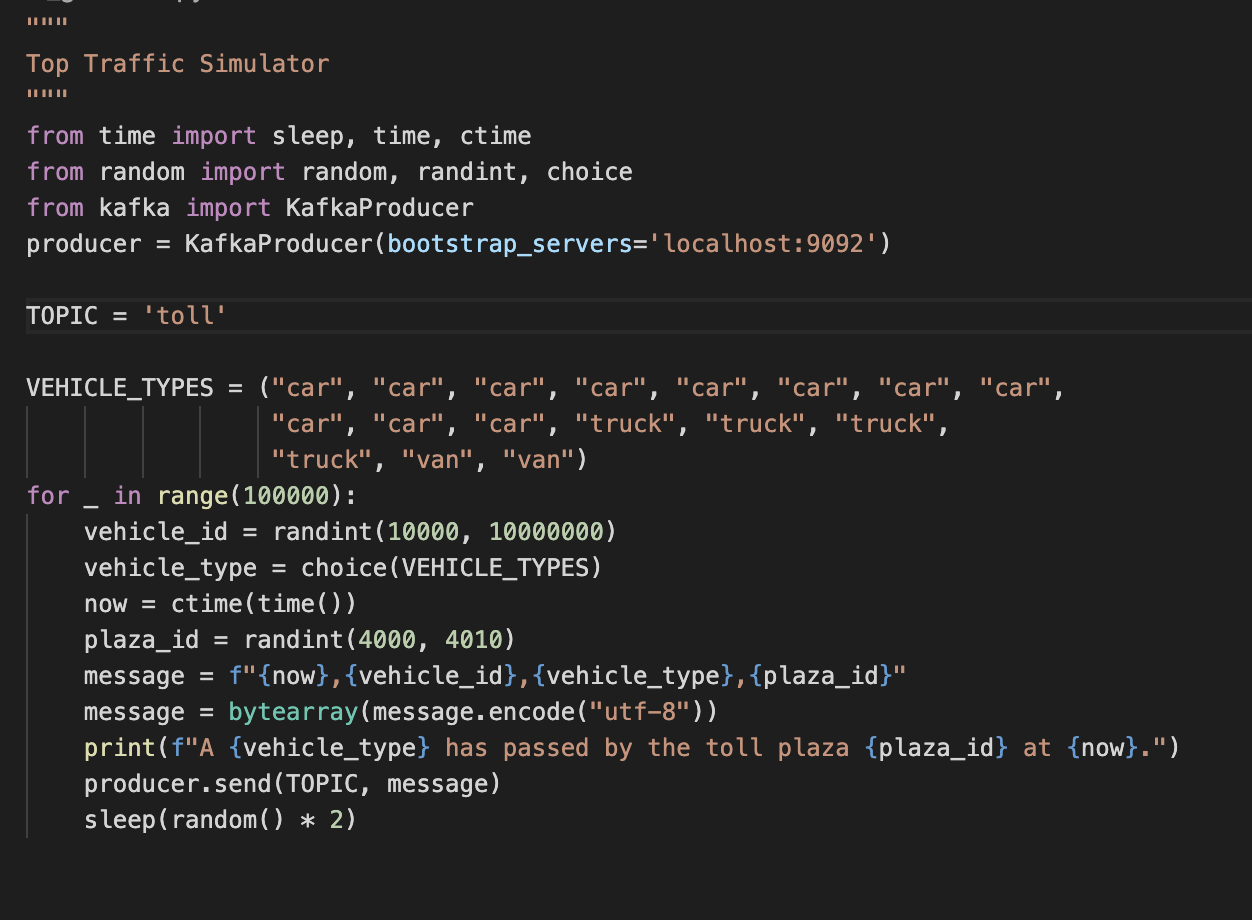 """
Top Traffic Simulator
"""
from time import sleep, time, ctime
from random import random, randint, choice
from kafka import KafkaProducer
producer = KafkaProducer(bootstrap_servers='localhost:9092')

TOPIC = 'toll'

VEHICLE_TYPES = ("car", "car", "car", "car", "car", "car", "car", "car",
                 "car", "car", "car", "truck", "truck", "truck",
                 "truck", "van", "van")
for _ in range(100000):
    vehicle_id = randint(10000, 10000000)
    vehicle_type = choice(VEHICLE_TYPES)
    now = ctime(time())
    plaza_id = randint(4000, 4010)
    message = f"{now},{vehicle_id},{vehicle_type},{plaza_id}"
    message = bytearray(message.encode("utf-8"))
    print(f"A {vehicle_type} has passed by the toll plaza {plaza_id} at {now}.")
    producer.send(TOPIC, message)
    sleep(random() * 2)